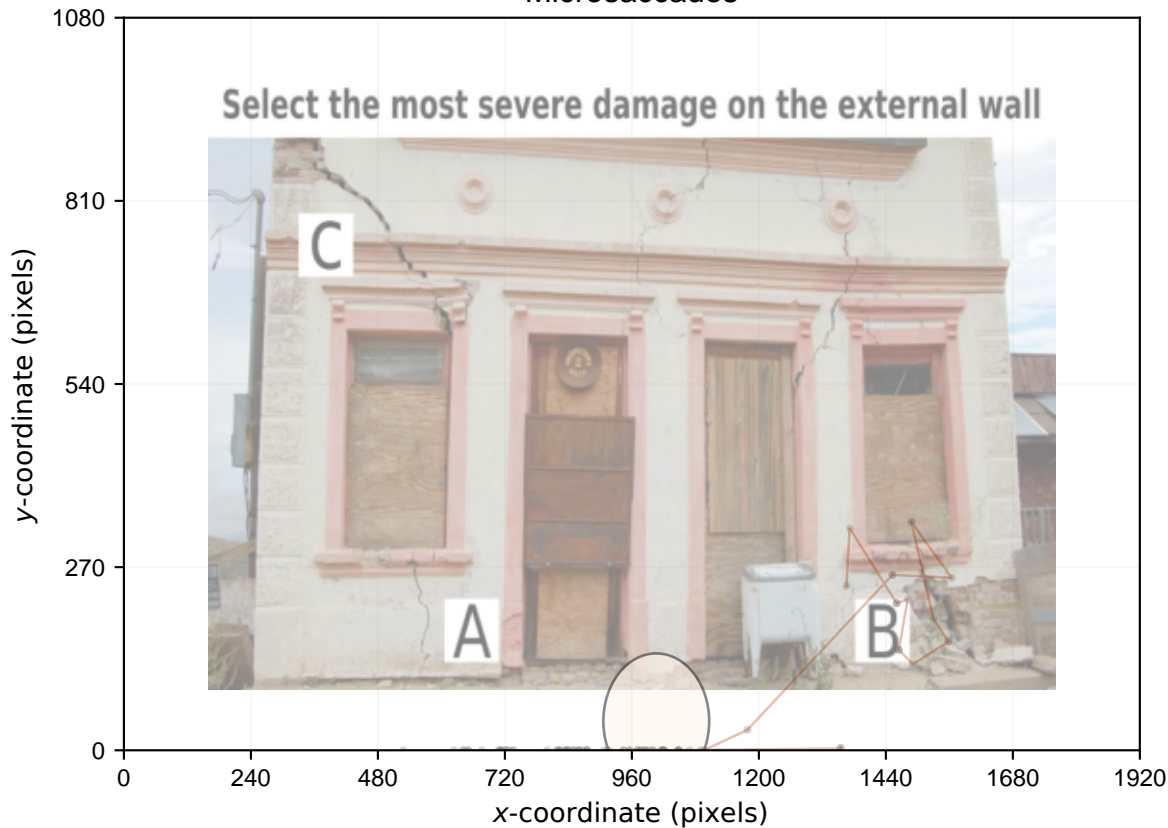 Microsaccades
1080
Select the most severe damage on the external wall
810
C
540
270
A
B
0
0 240 480 720 960 1200 1440 1680 1920
y-coordinate (pixels)
x-coordinate (pixels)